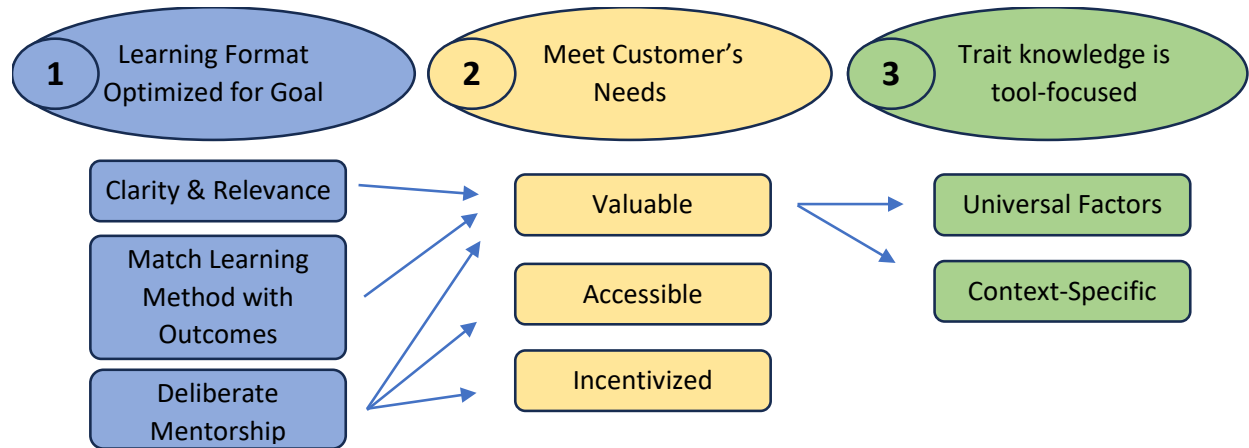 1
Learning Format
Optimized for Goal
2
Meet Customer's
Needs
3
Trait knowledge is
tool-focused
Clarity & Relevance
Match Learning
Method with
Outcomes
Deliberate
Mentorship
Valuable
Accessible
Incentivized
Universal Factors
Context-Specific